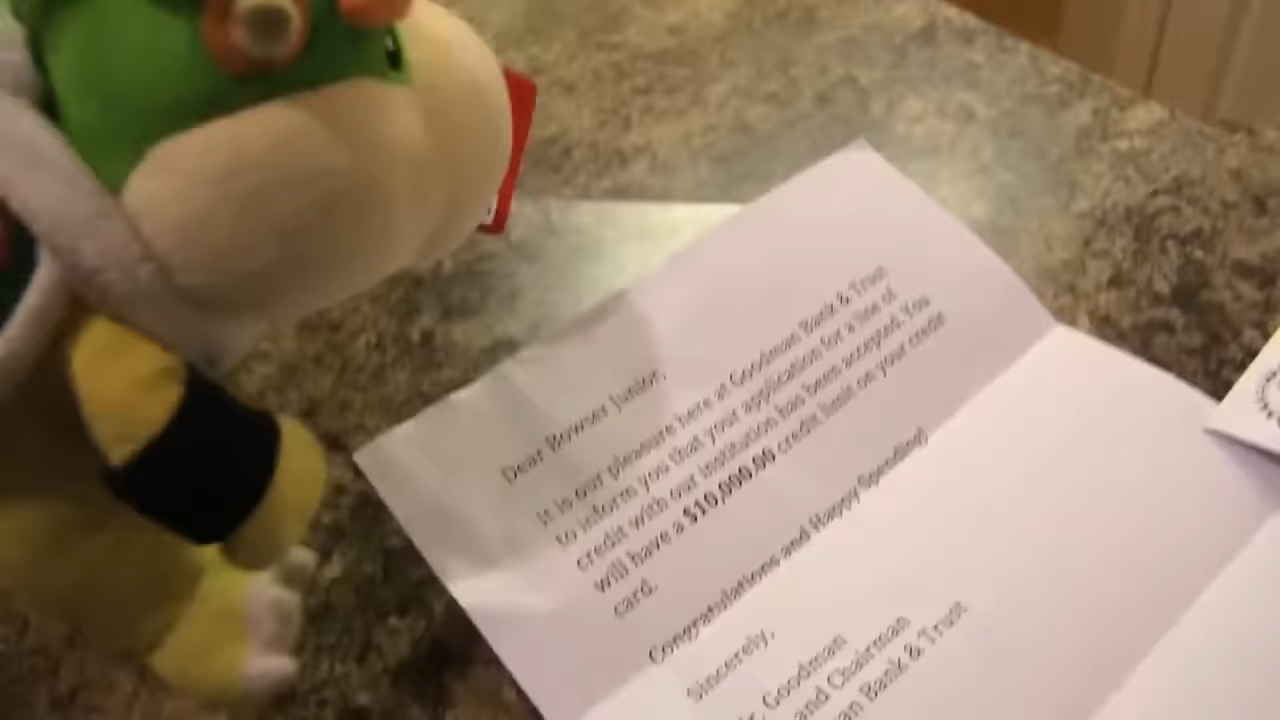 Dear Bowser Junior,
It is our pleasure here at Goodman Bank & Trust
to inform you that your application for a line of
credit with our institution has been accepted. You
will have a $10,000.00 credit limit on your credit
card.
Congratulations and Happy Spending!
Sincerely,
Goodman
and Chairman
Bank & Trust